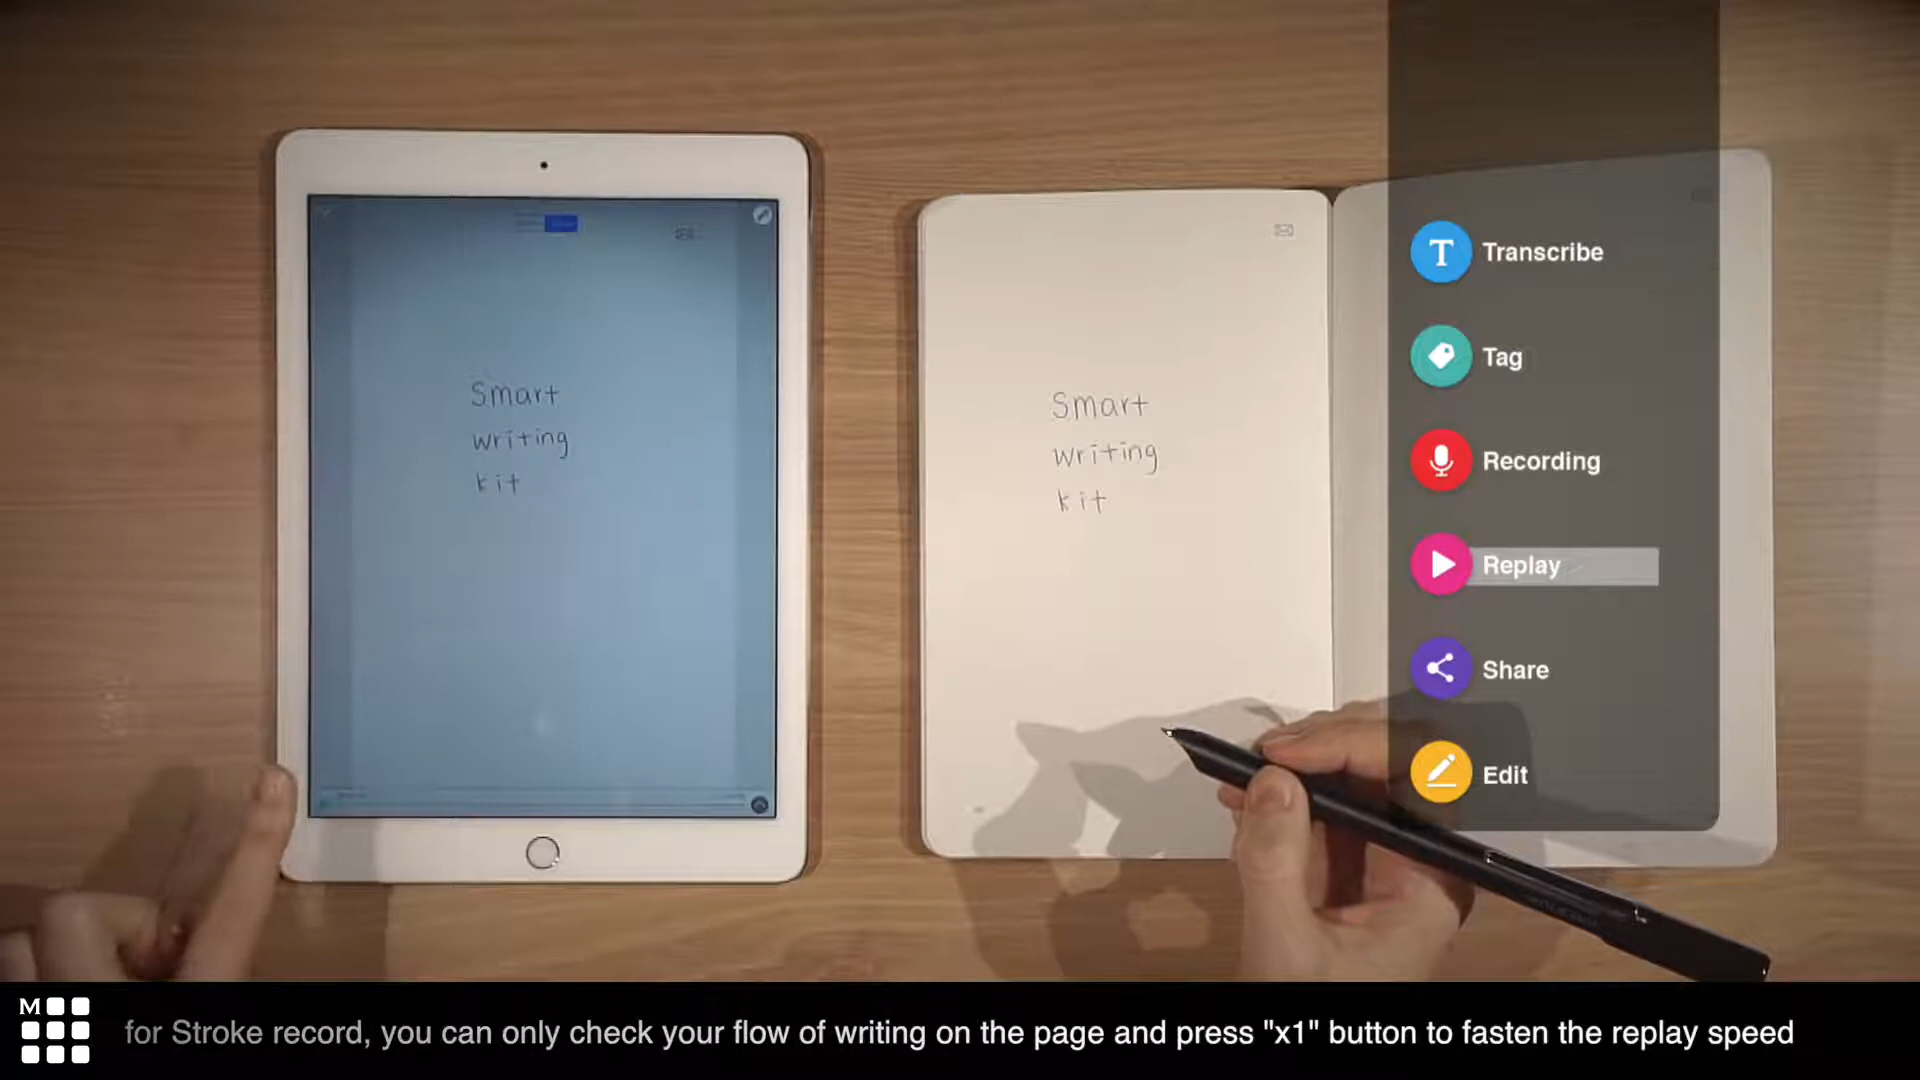 Smart
writing
kit
Smart
writing
kit
T Transcribe
Tag
Recording
Replay
Share
Edit
M
for Stroke record, you can only check your flow of writing on the page and press "x1" button to fasten the replay speed